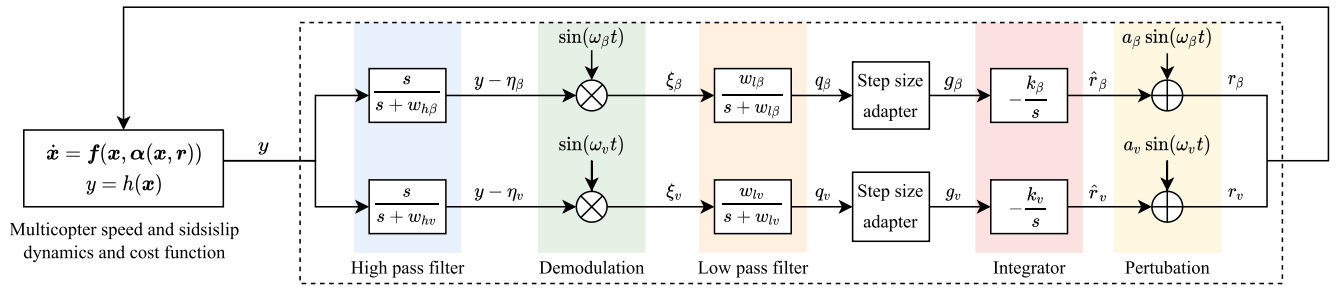 ẋ = f(x, α(x, r))
y = h(x)
Multicopter speed and sidsislip
dynamics and cost function
y
s
s + w_{hβ}
y − η_β
sin(ω_β t)
ξ_β
w_{lβ}
s + w_{lβ}
q_β
Step size
adapter
g_β
−k_β/s
r̂_β
a_β sin(ω_β t)
r_β
s
s + w_{hv}
y − η_v
sin(ω_v t)
ξ_v
w_{lv}
s + w_{lv}
q_v
Step size
adapter
g_v
−k_v/s
r̂_v
a_v sin(ω_v t)
r_v
High pass filter
Demodulation
Low pass filter
Integrator
Pertubation